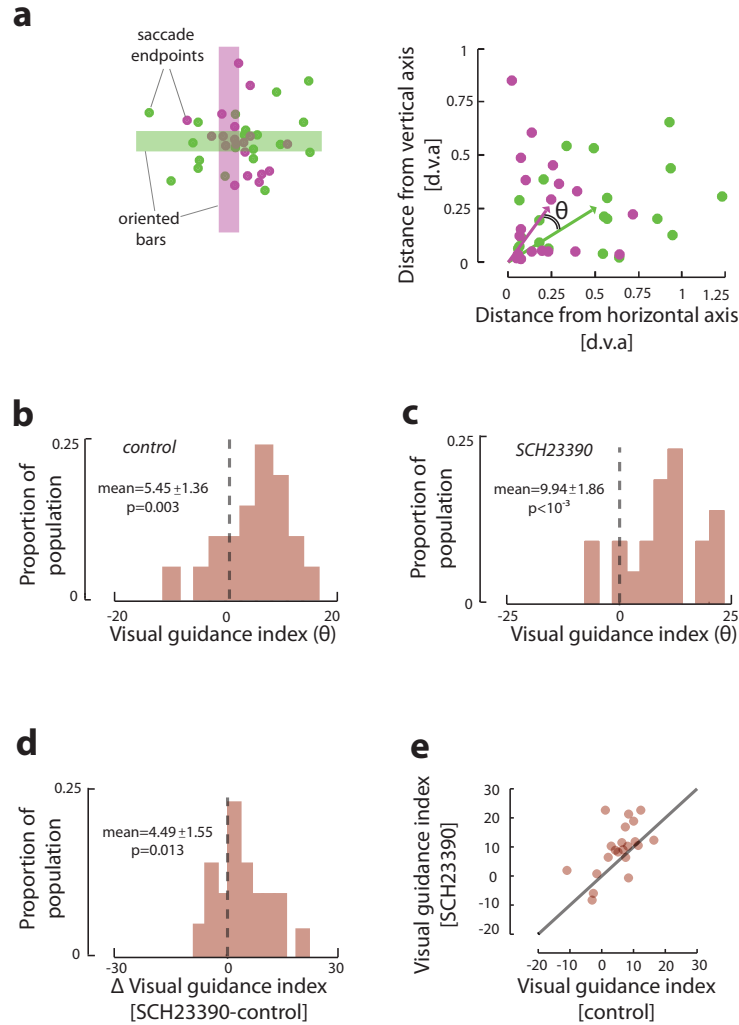 a
saccade
endpoints
oriented
bars
Distance from vertical axis
[d.v.a]
1
0.75
0.5
0.25
0
θ
0
0.25
0.5
0.75
1
1.25
Distance from horizontal axis
[d.v.a]
b
Proportion of
population
0.25
0
control
mean=5.45±1.36
p=0.003
-20
0
20
Visual guidance index (θ)
c
Proportion of
population
0.25
0
SCH23390
mean=9.94±1.86
p<10⁻³
-25
0
25
Visual guidance index (θ)
d
Proportion of
population
0.25
0
mean=4.49±1.55
p=0.013
-30
0
30
Δ Visual guidance index
[SCH23390-control]
e
Visual guidance index
[SCH23390]
30
20
10
0
-10
-20
-20
-10
0
10
20
30
Visual guidance index
[control]